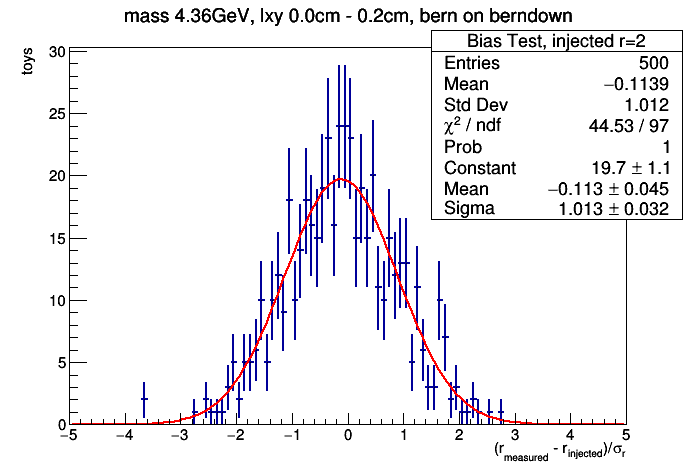 mass 4.36GeV, lxy 0.0cm - 0.2cm, bern on berndown
Bias Test, injected r=2
Entries 500
Mean −0.1139
Std Dev 1.012
χ² / ndf 44.53 / 97
Prob 1
Constant 19.7 ± 1.1
Mean −0.113 ± 0.045
Sigma 1.013 ± 0.032
toys
30
25
20
15
10
5
0
−5 −4 −3 −2 −1 0 1 2 3 4 5
(r_measured - r_injected)/σ_r